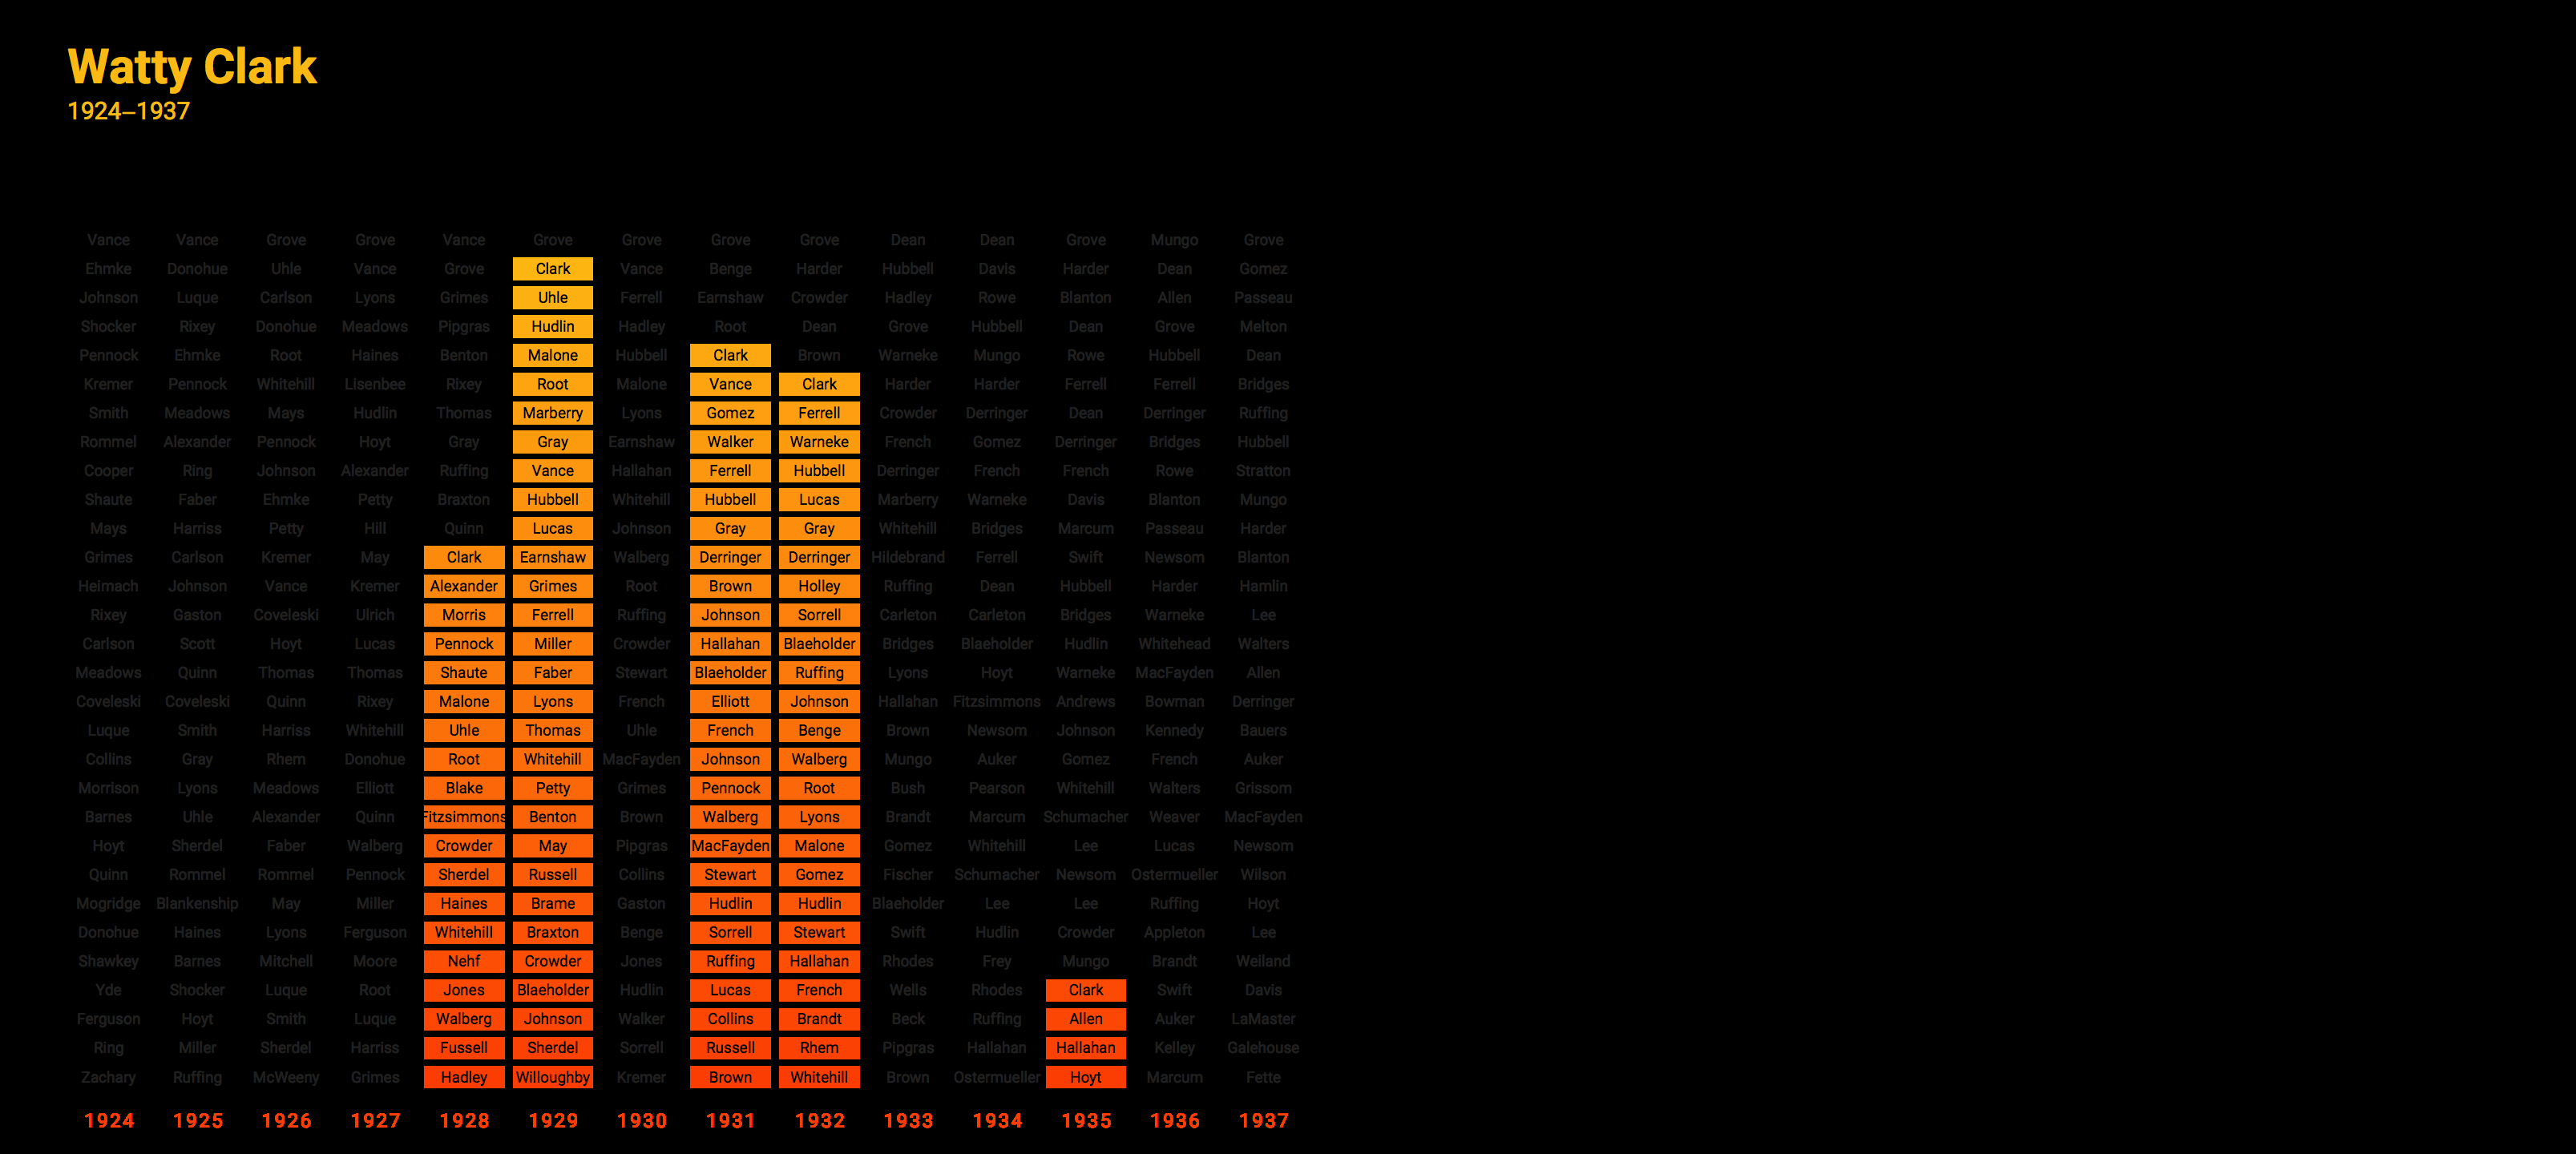 Watty Clark
1924–1937
Vance Vance Grove Grove Vance Grove Grove Grove Grove Dean Dean Grove Mungo Grove
Ehmke Donohue Uhle Vance Grove Clark Vance Benge Harder Hubbell Davis Harder Dean Gomez
Johnson Luque Carlson Lyons Grimes Uhle Ferrell Earnshaw Crowder Hadley Rowe Blanton Allen Passeau
Shocker Rixey Donohue Meadows Pipgras Hudlin Hadley Root Dean Grove Hubbell Dean Grove Melton
Pennock Ehmke Root Haines Benton Malone Hubbell Clark Brown Warneke Mungo Rowe Hubbell Dean
Kremer Pennock Whitehill Lisenbee Rixey Root Malone Vance Clark Harder Harder Ferrell Ferrell Bridges
Smith Meadows Mays Hudlin Thomas Marberry Lyons Gomez Ferrell Crowder Derringer Dean Derringer Ruffing
Rommel Alexander Pennock Hoyt Gray Gray Earnshaw Walker Warneke French Gomez Derringer Bridges Hubbell
Cooper Ring Johnson Alexander Ruffing Vance Hallahan Ferrell Hubbell Derringer French French Rowe Stratton
Shaute Faber Ehmke Petty Braxton Hubbell Whitehill Hubbell Lucas Marberry Warneke Davis Blanton Mungo
Mays Harriss Petty Hill Quinn Lucas Johnson Gray Gray Whitehill Bridges Marcum Passeau Harder
Grimes Carlson Kremer May Clark Earnshaw Walberg Derringer Derringer Hildebrand Ferrell Swift Newsom Blanton
Heimach Johnson Vance Kremer Alexander Grimes Root Brown Holley Ruffing Dean Hubbell Harder Hamlin
Rixey Gaston Coveleski Ulrich Morris Ferrell Ruffing Johnson Sorrell Carleton Carleton Bridges Warneke Lee
Carlson Scott Hoyt Lucas Pennock Miller Crowder Hallahan Blaeholder Bridges Blaeholder Hudlin Whitehead Walters
Meadows Quinn Thomas Thomas Shaute Faber Stewart Blaeholder Ruffing Lyons Hoyt Warneke MacFayden Allen
Coveleski Coveleski Quinn Rixey Malone Lyons French Elliott Johnson Hallahan Fitzsimmons Andrews Bowman Derringer
Luque Smith Harriss Whitehill Uhle Thomas Uhle French Benge Brown Newsom Johnson Kennedy Bauers
Collins Gray Rhem Donohue Root Whitehill MacFayden Johnson Walberg Mungo Auker Gomez French Auker
Morrison Lyons Meadows Elliott Blake Petty Grimes Pennock Root Bush Pearson Whitehill Walters Grissom
Barnes Uhle Alexander Quinn Fitzsimmons Benton Brown Walberg Lyons Brandt Marcum Schumacher Weaver MacFayden
Hoyt Sherdel Faber Walberg Crowder May Pipgras MacFayden Malone Gomez Whitehill Lee Lucas Newsom
Quinn Rommel Rommel Pennock Sherdel Russell Collins Stewart Gomez Fischer Schumacher Newsom Ostermueller Wilson
Mogridge Blankenship May Miller Haines Brame Gaston Hudlin Hudlin Blaeholder Lee Lee Ruffing Hoyt
Donohue Haines Lyons Ferguson Whitehill Braxton Benge Sorrell Stewart Swift Hudlin Crowder Appleton Lee
Shawkey Barnes Mitchell Moore Nehf Crowder Jones Ruffing Hallahan Rhodes Frey Mungo Brandt Weiland
Yde Shocker Luque Root Jones Blaeholder Hudlin Lucas French Wells Rhodes Clark Swift Davis
Ferguson Hoyt Smith Luque Walberg Johnson Walker Collins Brandt Beck Ruffing Allen Auker LaMaster
Ring Miller Sherdel Harriss Fussell Sherdel Sorrell Russell Rhem Pipgras Hallahan Hallahan Kelley Galehouse
Zachary Ruffing McWeeny Grimes Hadley Willoughby Kremer Brown Whitehill Brown Ostermueller Hoyt Marcum Fette
1924 1925 1926 1927 1928 1929 1930 1931 1932 1933 1934 1935 1936 1937